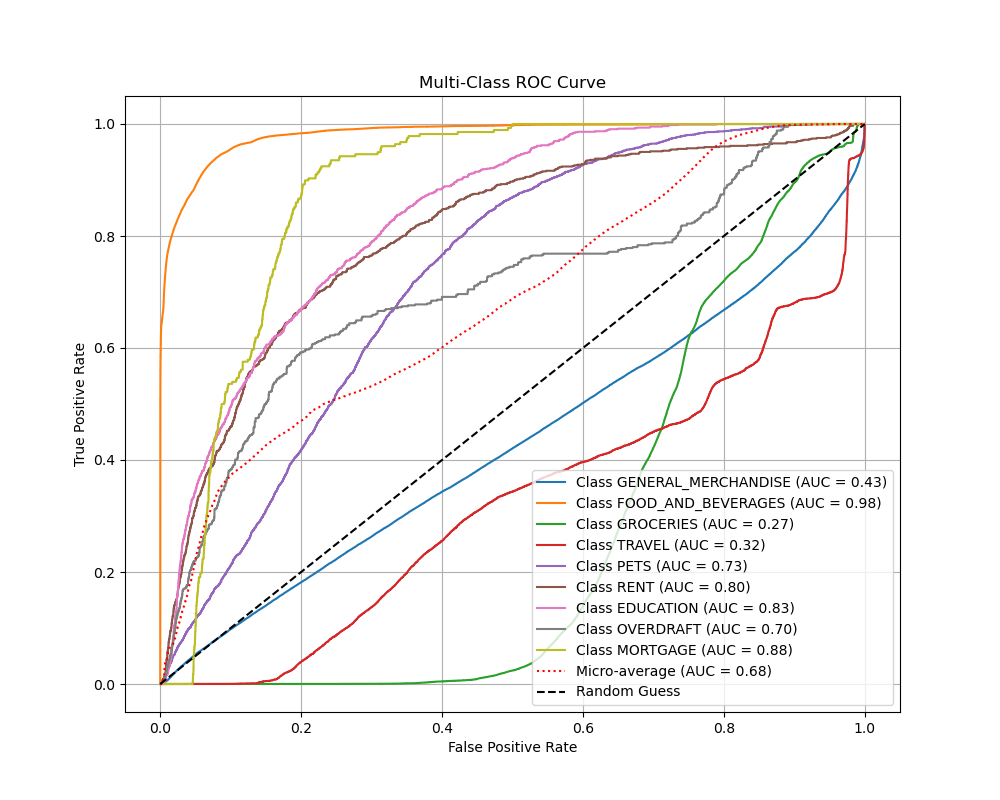 Multi-Class ROC Curve
True Positive Rate
1.0
0.8
0.6
0.4
0.2
0.0
Class GENERAL_MERCHANDISE (AUC = 0.43)
Class FOOD_AND_BEVERAGES (AUC = 0.98)
Class GROCERIES (AUC = 0.27)
Class TRAVEL (AUC = 0.32)
Class PETS (AUC = 0.73)
Class RENT (AUC = 0.80)
Class EDUCATION (AUC = 0.83)
Class OVERDRAFT (AUC = 0.70)
Class MORTGAGE (AUC = 0.88)
Micro-average (AUC = 0.68)
Random Guess
0.0 0.2 0.4 0.6 0.8 1.0
False Positive Rate